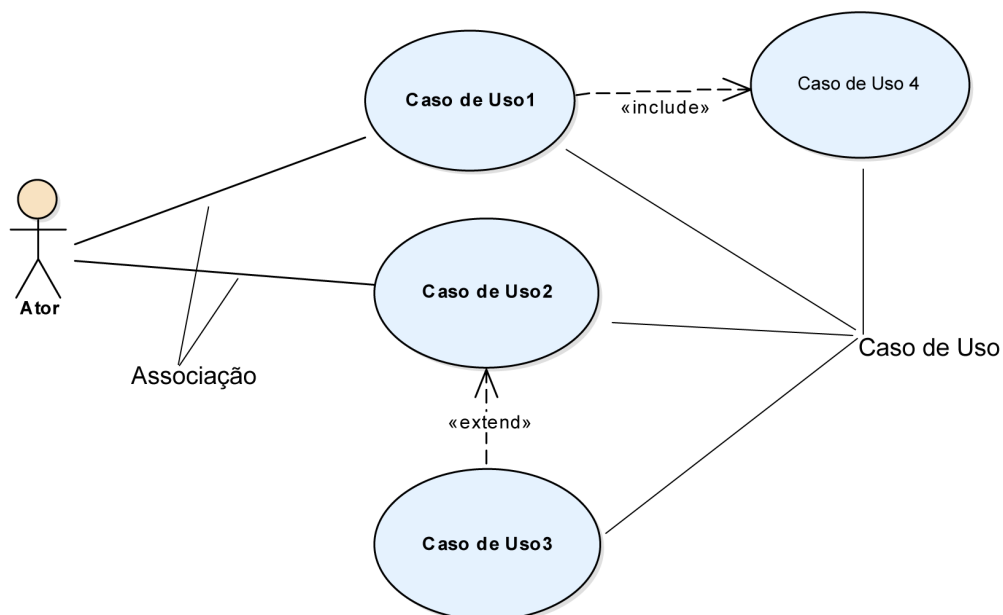 Caso de Uso1
Caso de Uso 4
«include»
Caso de Uso2
Ator
Caso de Uso
Associação
«extend»
Caso de Uso3